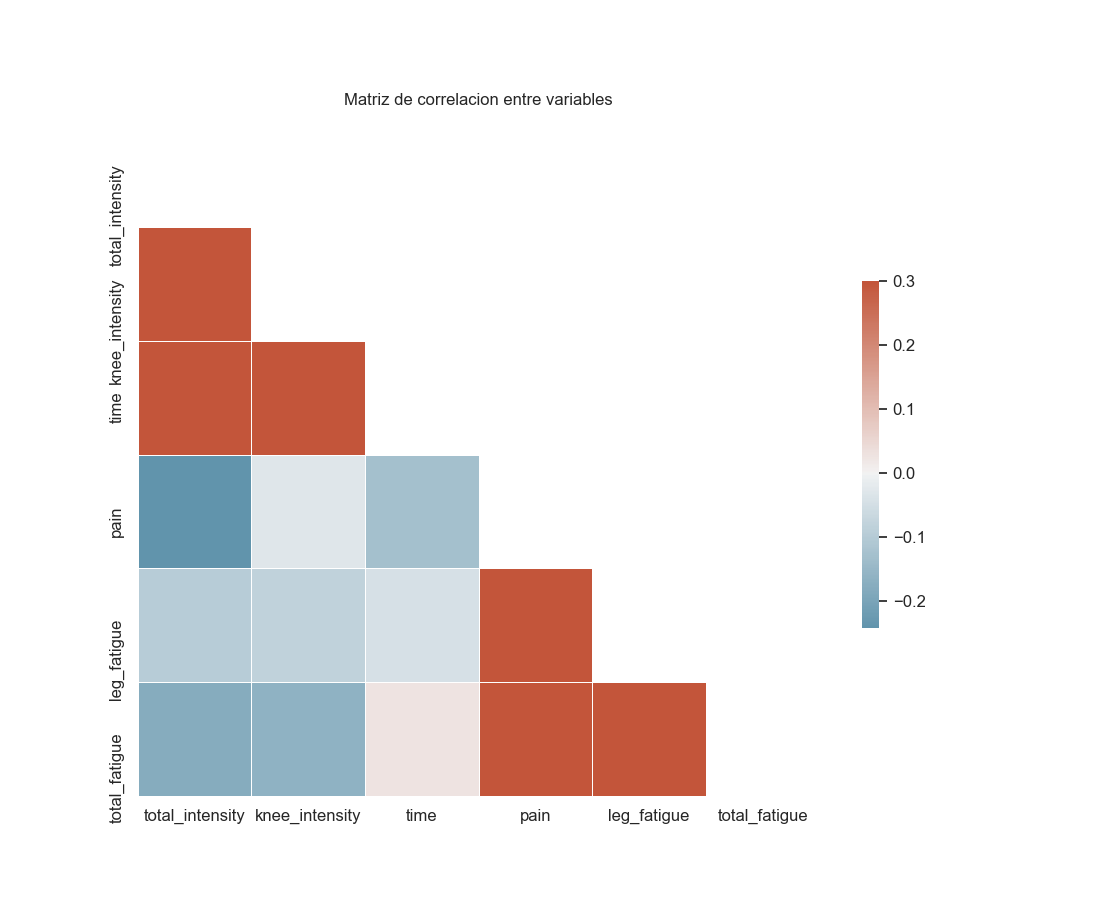 Matriz de correlacion entre variables
total_intensity
knee_intensity
time
pain
leg_fatigue
total_fatigue
0.3
0.2
0.1
0.0
−0.1
−0.2
total_intensity knee_intensity time pain leg_fatigue total_fatigue